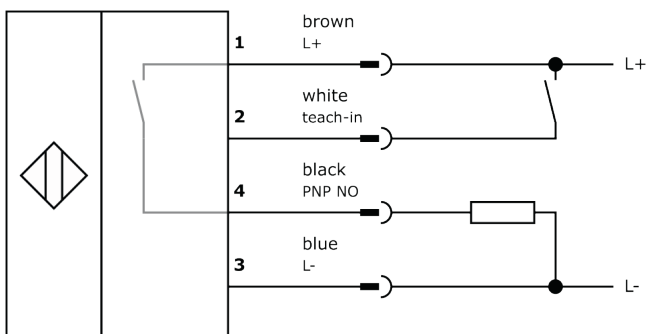 brown
1
L+
L+
white
2
teach-in
black
4
PNP NO
blue
3
L-
L-